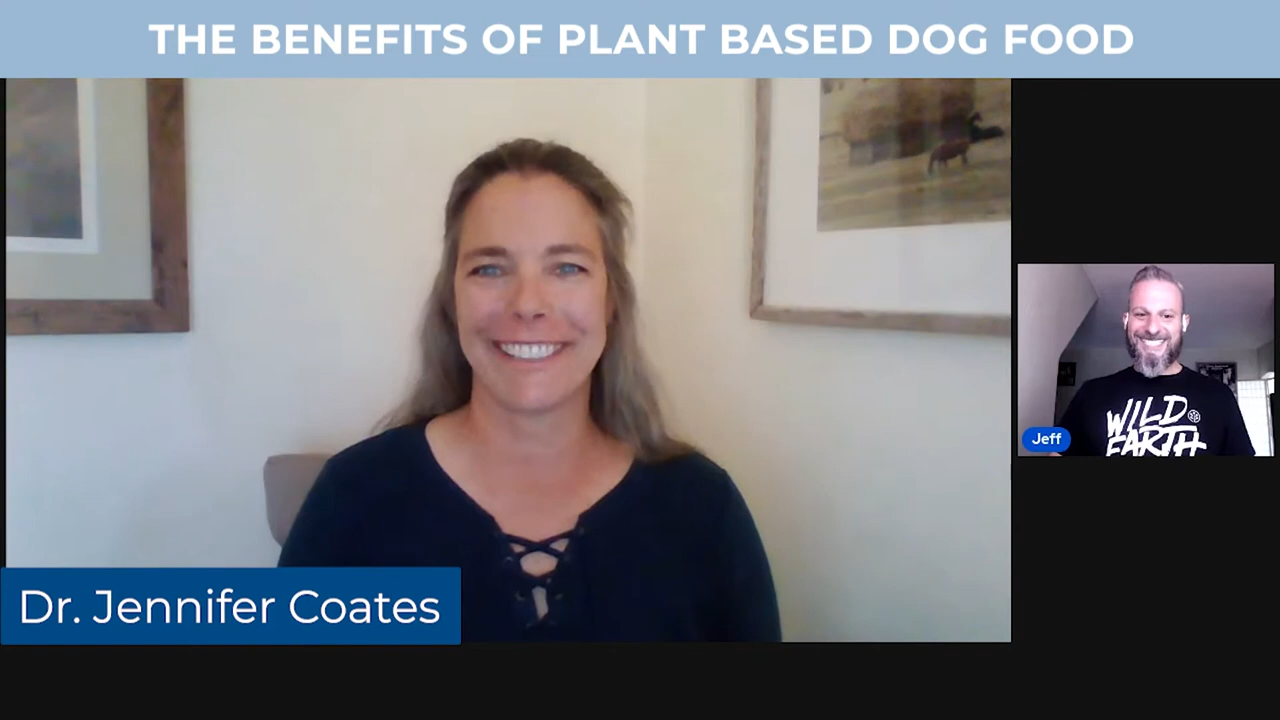 THE BENEFITS OF PLANT BASED DOG FOOD
WILD
EARTH
Jeff
Dr. Jennifer Coates